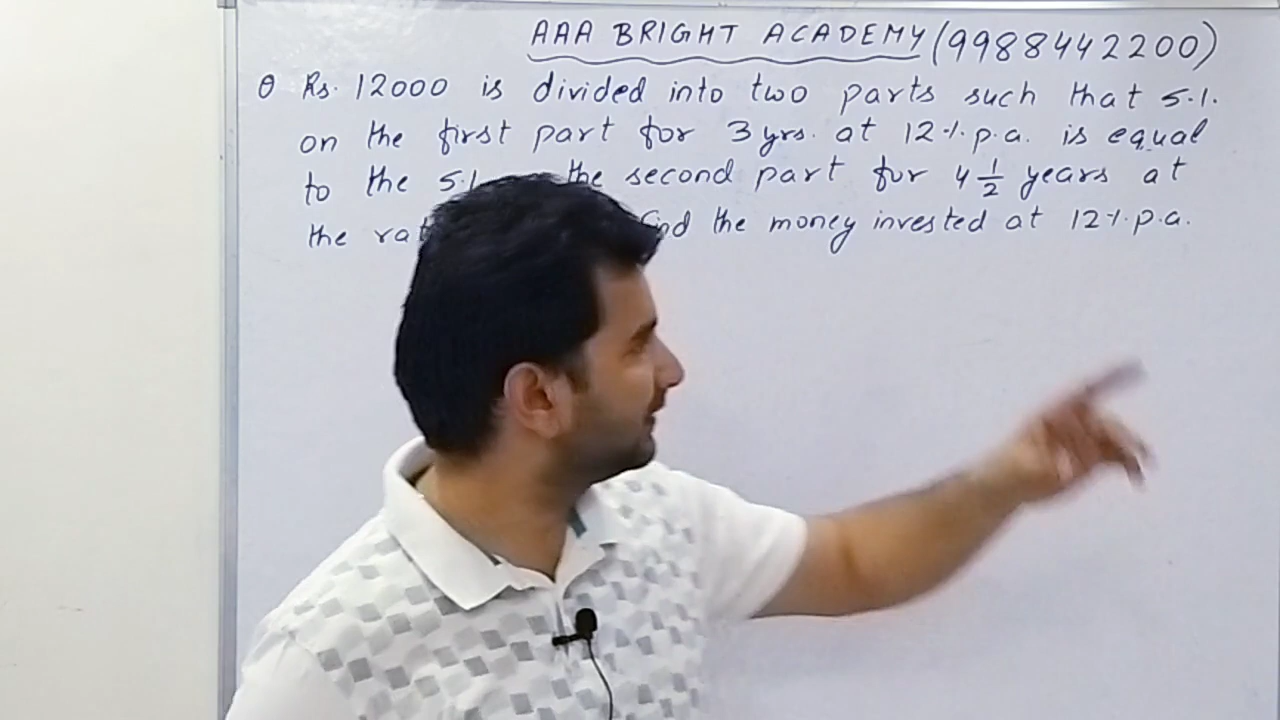 AAA BRIGHT ACADEMY (9988442200)
Q Rs. 12000 is divided into two parts such that S.I.
on the first part for 3 yrs. at 12% p.a. is equal
to the S.I. the second part for 4 1/2 years at
the the money invested at 12% p.a.